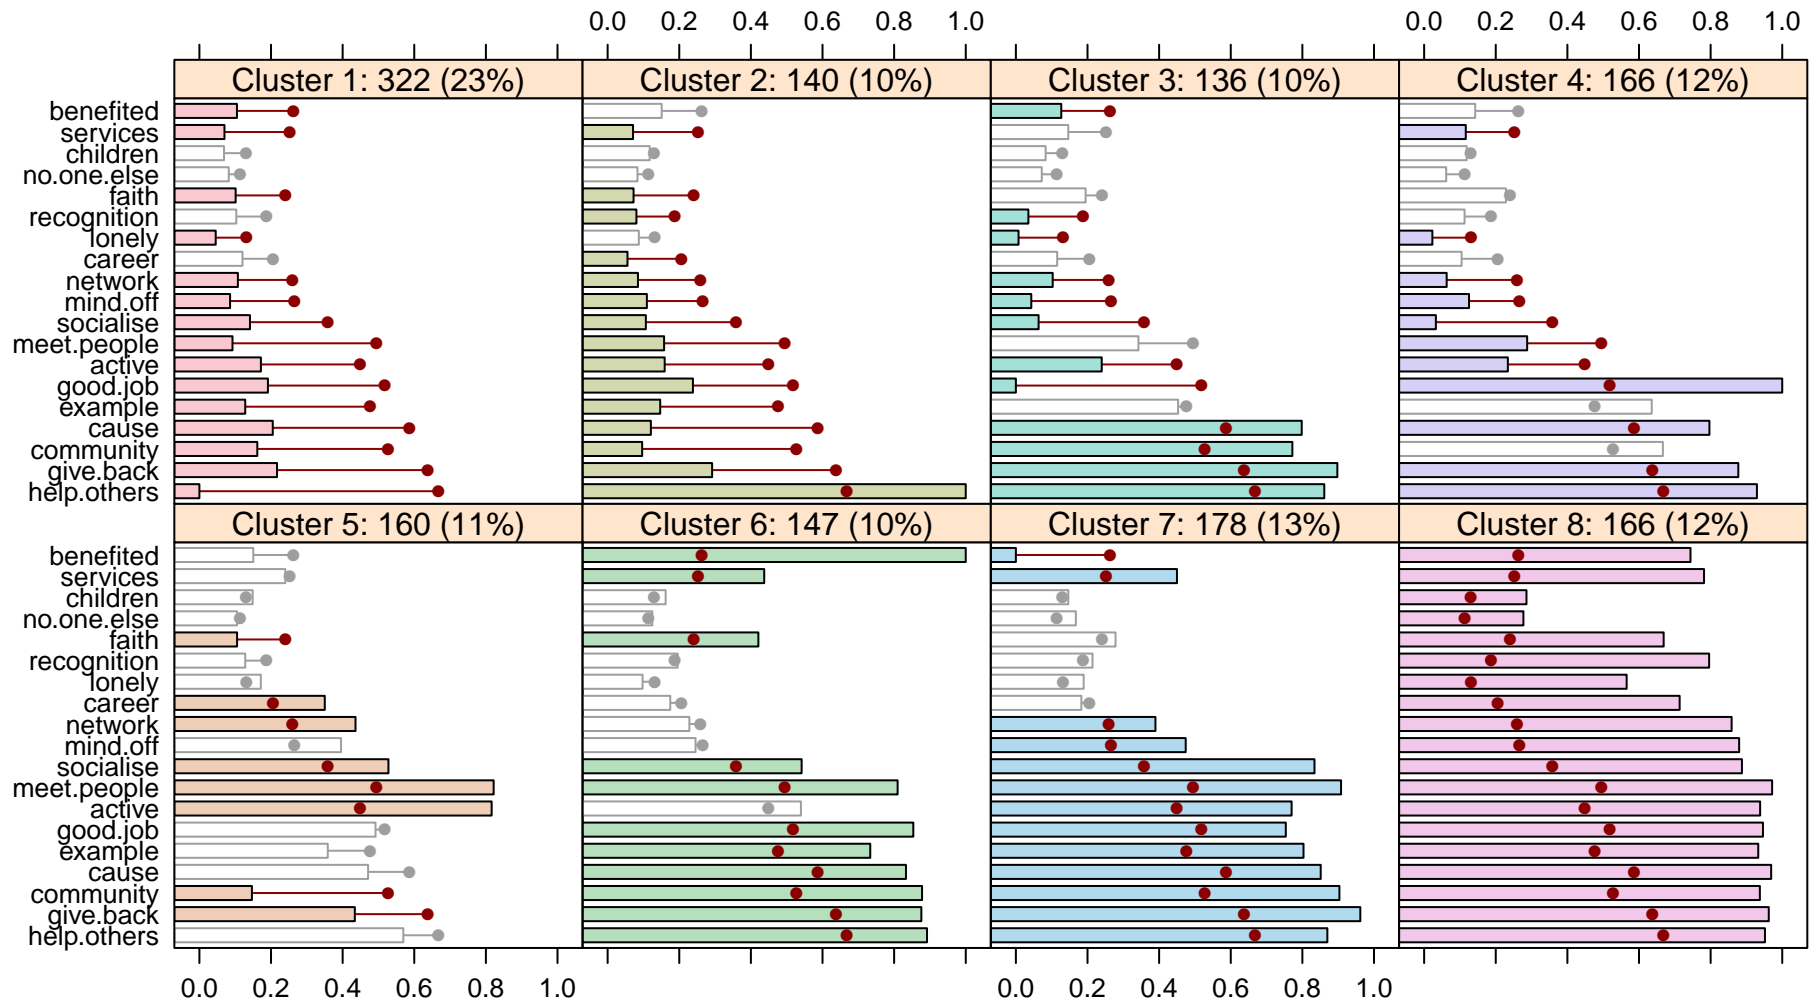 0.0 0.2 0.4 0.6 0.8 1.0 0.0 0.2 0.4 0.6 0.8 1.0
Cluster 1: 322 (23%) Cluster 2: 140 (10%) Cluster 3: 136 (10%) Cluster 4: 166 (12%)
benefited
services
children
no.one.else
faith
recognition
lonely
career
network
mind.off
socialise
meet.people
active
good.job
example
cause
community
give.back
help.others
Cluster 5: 160 (11%) Cluster 6: 147 (10%) Cluster 7: 178 (13%) Cluster 8: 166 (12%)
benefited
services
children
no.one.else
faith
recognition
lonely
career
network
mind.off
socialise
meet.people
active
good.job
example
cause
community
give.back
help.others
0.0 0.2 0.4 0.6 0.8 1.0 0.0 0.2 0.4 0.6 0.8 1.0